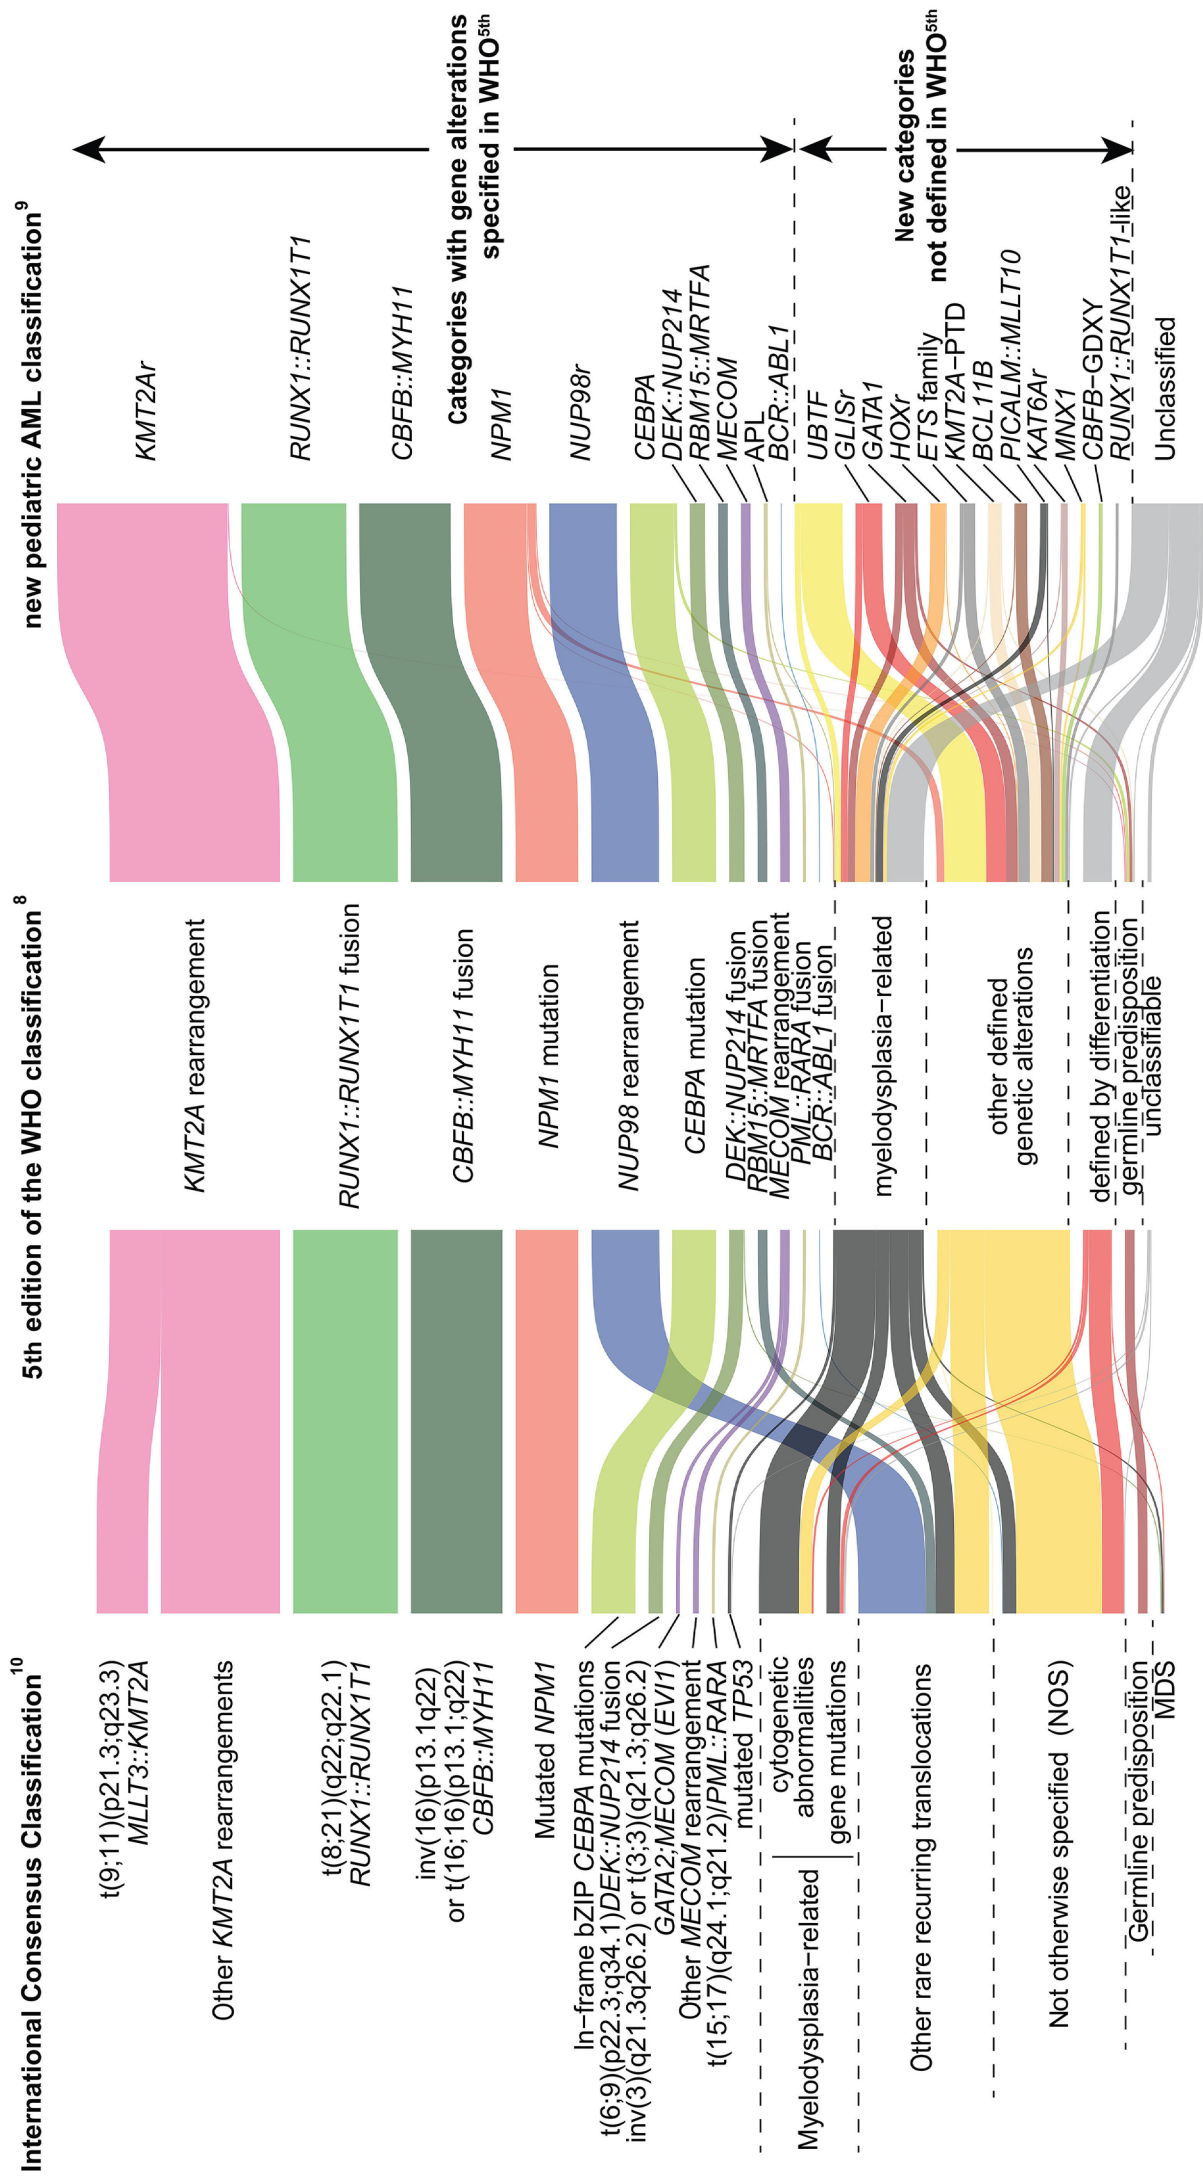 International Consensus Classification10
t(9;11)(p21.3;q23.3)
MLLT3::KMT2A
Other KMT2A rearrangements
t(8;21)(q22;q22.1)
RUNX1::RUNX1T1
inv(16)(p13.1q22)
or t(16;16)(p13.1;q22)
CBFB::MYH11
Mutated NPM1
In−frame bZIP CEBPA mutations
t(6;9)(p22.3;q34.1)DEK::NUP214 fusion
inv(3)(q21.3q26.2) or t(3;3)(q21.3;q26.2)
GATA2;MECOM (EVI1)
Other MECOM rearrangement
t(15;17)(q24.1;q21.2)/PML::RARA
mutated TP53
Myelodysplasia−related
cytogenetic
abnormalities
gene mutations
Other rare recurring translocations
Not otherwise specified (NOS)
Germline predisposition
MDS
5th edition of the WHO classification8
KMT2A rearrangement
RUNX1::RUNX1T1 fusion
CBFB::MYH11 fusion
NPM1 mutation
NUP98 rearrangement
CEBPA mutation
DEK::NUP214 fusion
RBM15::MRTFA fusion
MECOM rearrangement
PML::RARA fusion
BCR::ABL1 fusion
myelodysplasia−related
other defined
genetic alterations
defined by differentiation
germline predisposition
unclassifiable
new pediatric AML classification9
KMT2Ar
RUNX1::RUNX1T1
CBFB::MYH11
NPM1
NUP98r
CEBPA
DEK::NUP214
RBM15::MRTFA
MECOM
APL
BCR::ABL1
UBTF
GLISr
GATA1
HOXr
ETS family
KMT2A−PTD
BCL11B
PICALM::MLLT10
KAT6Ar
MNX1
CBFB−GDXY
RUNX1::RUNX1T1-like
Unclassified
Categories with gene alterations
specified in WHO5th
New categories
not defined in WHO5th